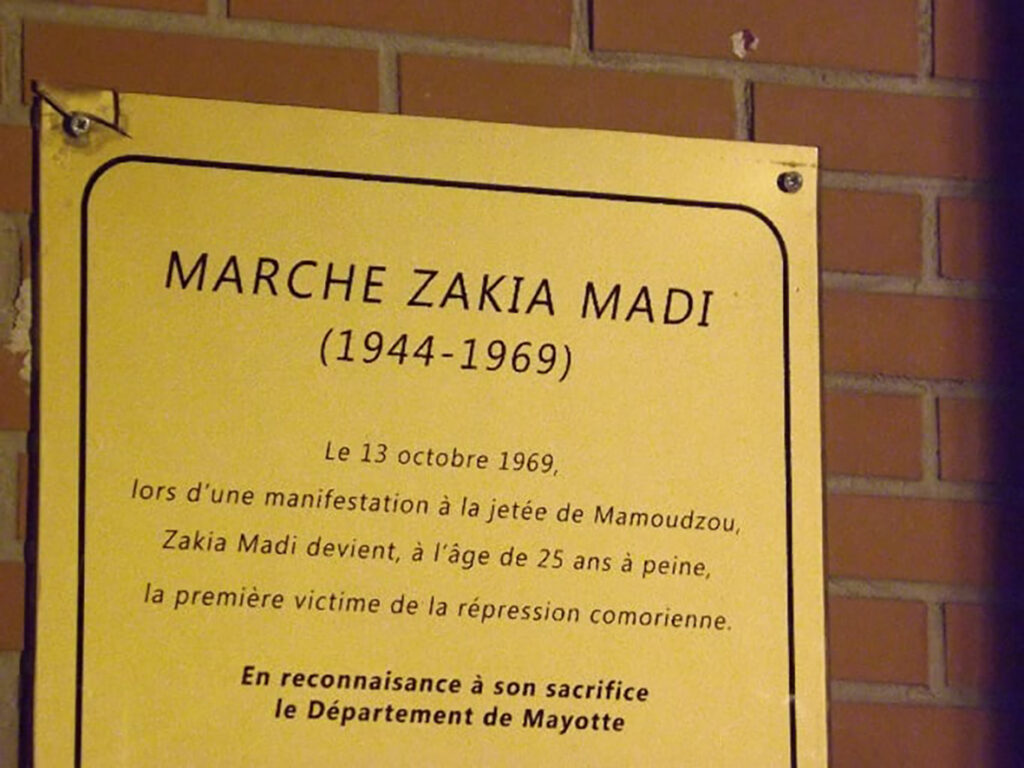 MARCHE ZAKIA MADI
(1944-1969)
Le 13 octobre 1969,
lors d'une manifestation à la jetée de Mamoudzou,
Zakia Madi devient, à l'âge de 25 ans à peine,
la première victime de la répression comorienne.
En reconnaisance à son sacrifice
le Département de Mayotte